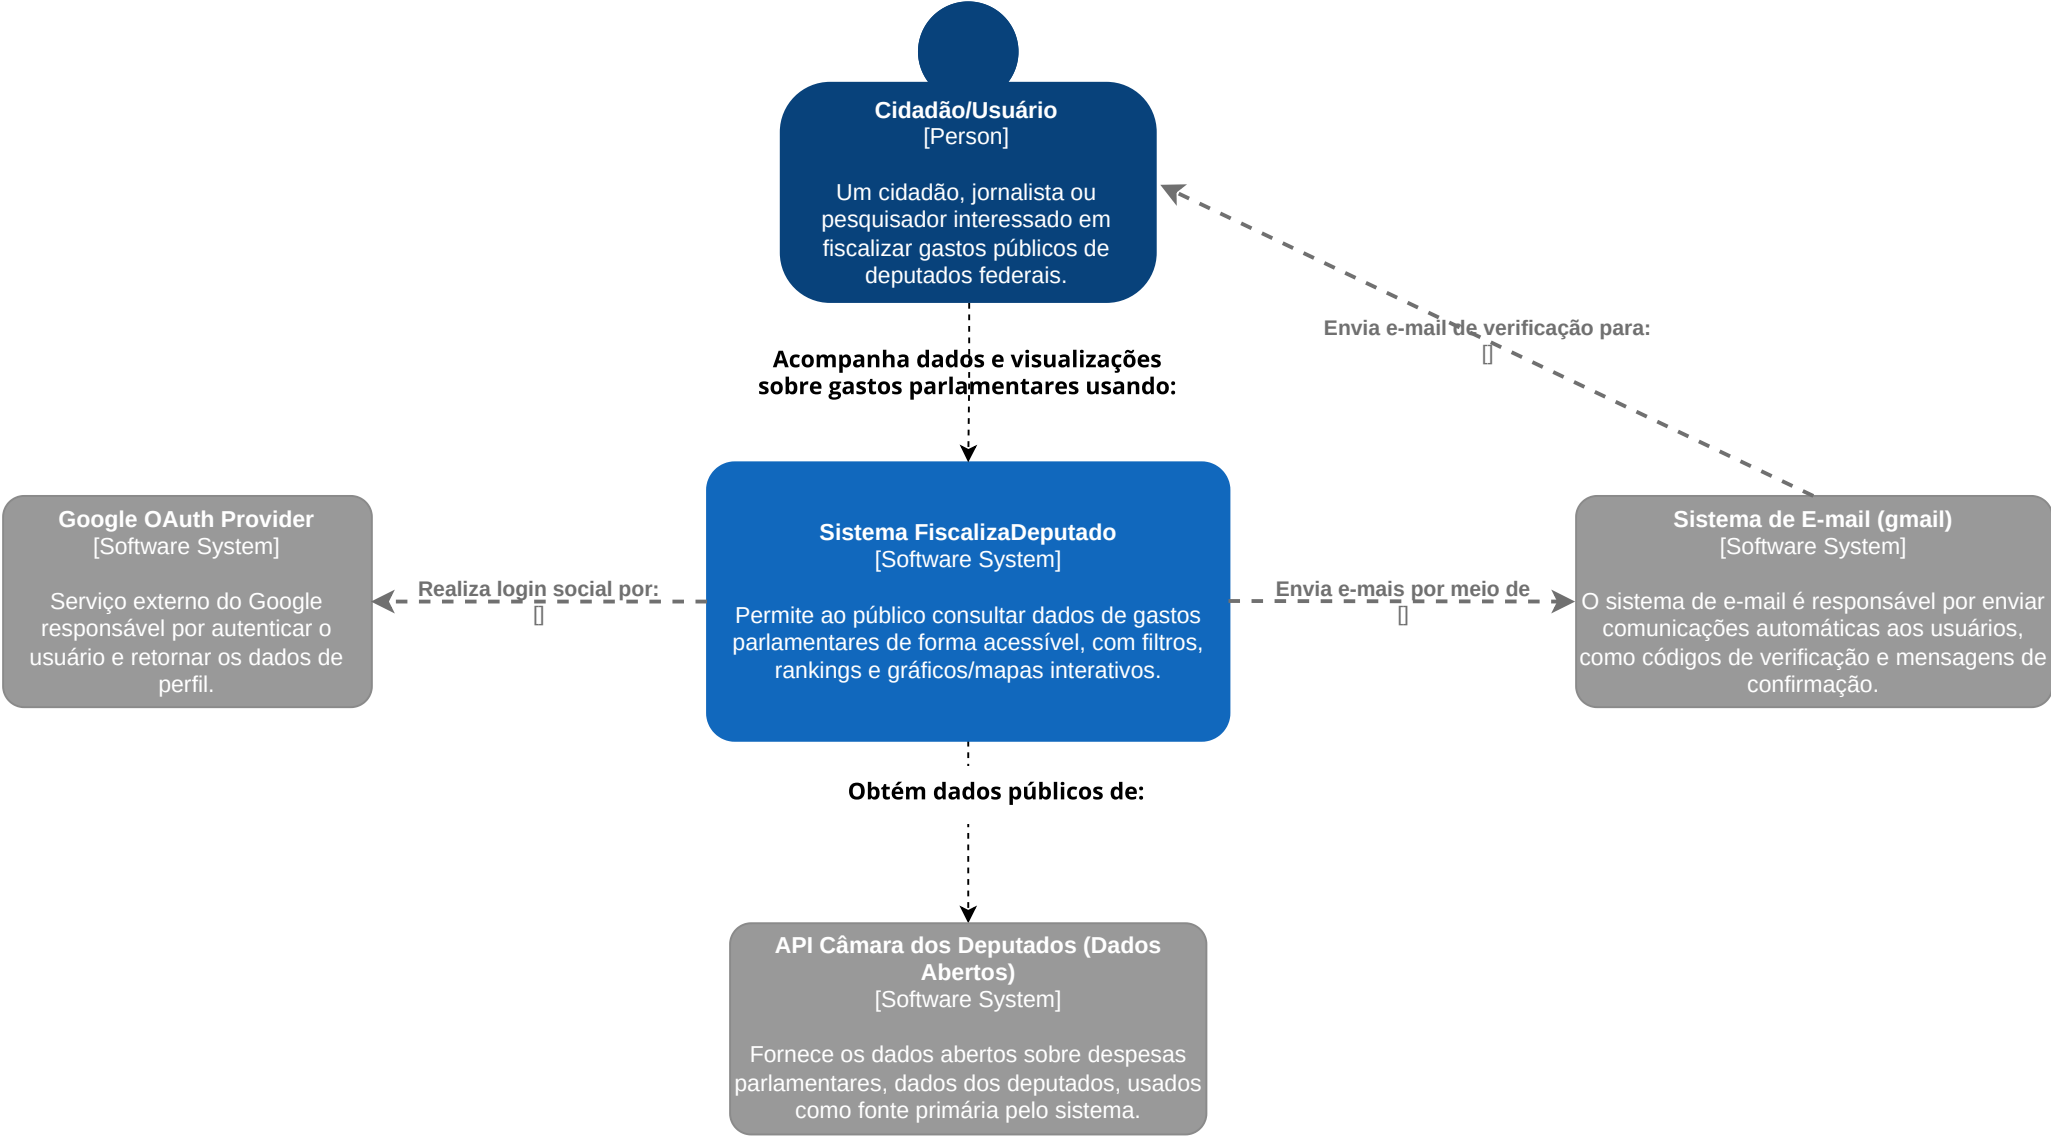 Cidadão/Usuário
[Person]
Um cidadão, jornalista ou
pesquisador interessado em
fiscalizar gastos públicos de
deputados federais.
Envia e-mail de verificação para:
[]
Acompanha dados e visualizações
sobre gastos parlamentares usando:
Google OAuth Provider
[Software System]
Serviço externo do Google
responsável por autenticar o
usuário e retornar os dados de
perfil.
Realiza login social por:
[]
Sistema FiscalizaDeputado
[Software System]
Permite ao público consultar dados de gastos
parlamentares de forma acessível, com filtros,
rankings e gráficos/mapas interativos.
Envia e-mais por meio de
[]
Sistema de E-mail (gmail)
[Software System]
O sistema de e-mail é responsável por enviar
comunicações automáticas aos usuários,
como códigos de verificação e mensagens de
confirmação.
Obtém dados públicos de:
API Câmara dos Deputados (Dados
Abertos)
[Software System]
Fornece os dados abertos sobre despesas
parlamentares, dados dos deputados, usados
como fonte primária pelo sistema.